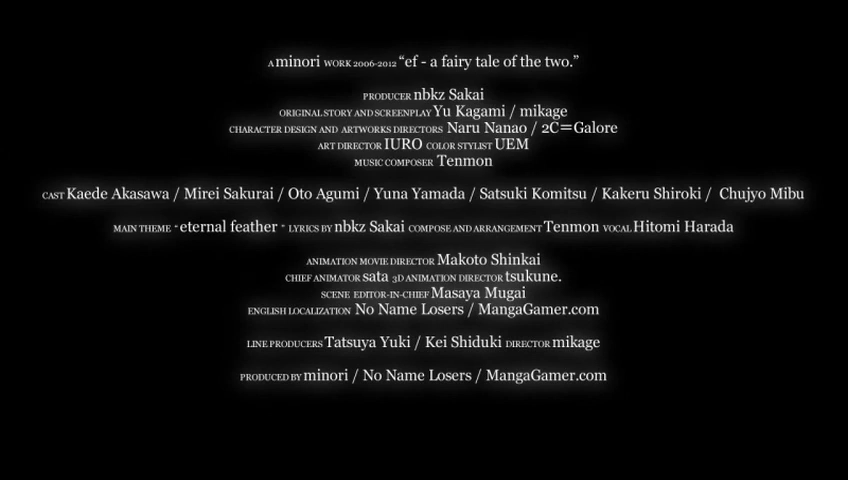 A minori WORK 2006-2012 “ef - a fairy tale of the two.”
PRODUCER nbkz Sakai
ORIGINAL STORY AND SCREENPLAY Yu Kagami / mikage
CHARACTER DESIGN AND ARTWORKS DIRECTORS Naru Nanao / 2C=Galore
ART DIRECTOR IURO COLOR STYLIST UEM
MUSIC COMPOSER Tenmon
CAST Kaede Akasawa / Mirei Sakurai / Oto Agumi / Yuna Yamada / Satsuki Komitsu / Kakeru Shiroki / Chujyo Mibu
MAIN THEME "eternal feather" LYRICS BY nbkz Sakai COMPOSE AND ARRANGEMENT Tenmon VOCAL Hitomi Harada
ANIMATION MOVIE DIRECTOR Makoto Shinkai
CHIEF ANIMATOR sata 3D ANIMATION DIRECTOR tsukune.
SCENE EDITOR-IN-CHIEF Masaya Mugai
ENGLISH LOCALIZATION No Name Losers / MangaGamer.com
LINE PRODUCERS Tatsuya Yuki / Kei Shiduki DIRECTOR mikage
PRODUCED BY minori / No Name Losers / MangaGamer.com